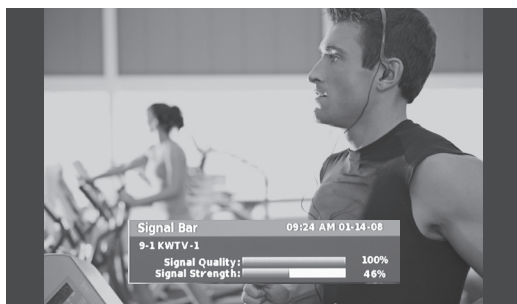 Signal Bar 09:24 AM 01-14-08
9-1 KWTV-1
Signal Quality: 100%
Signal Strength: 46%